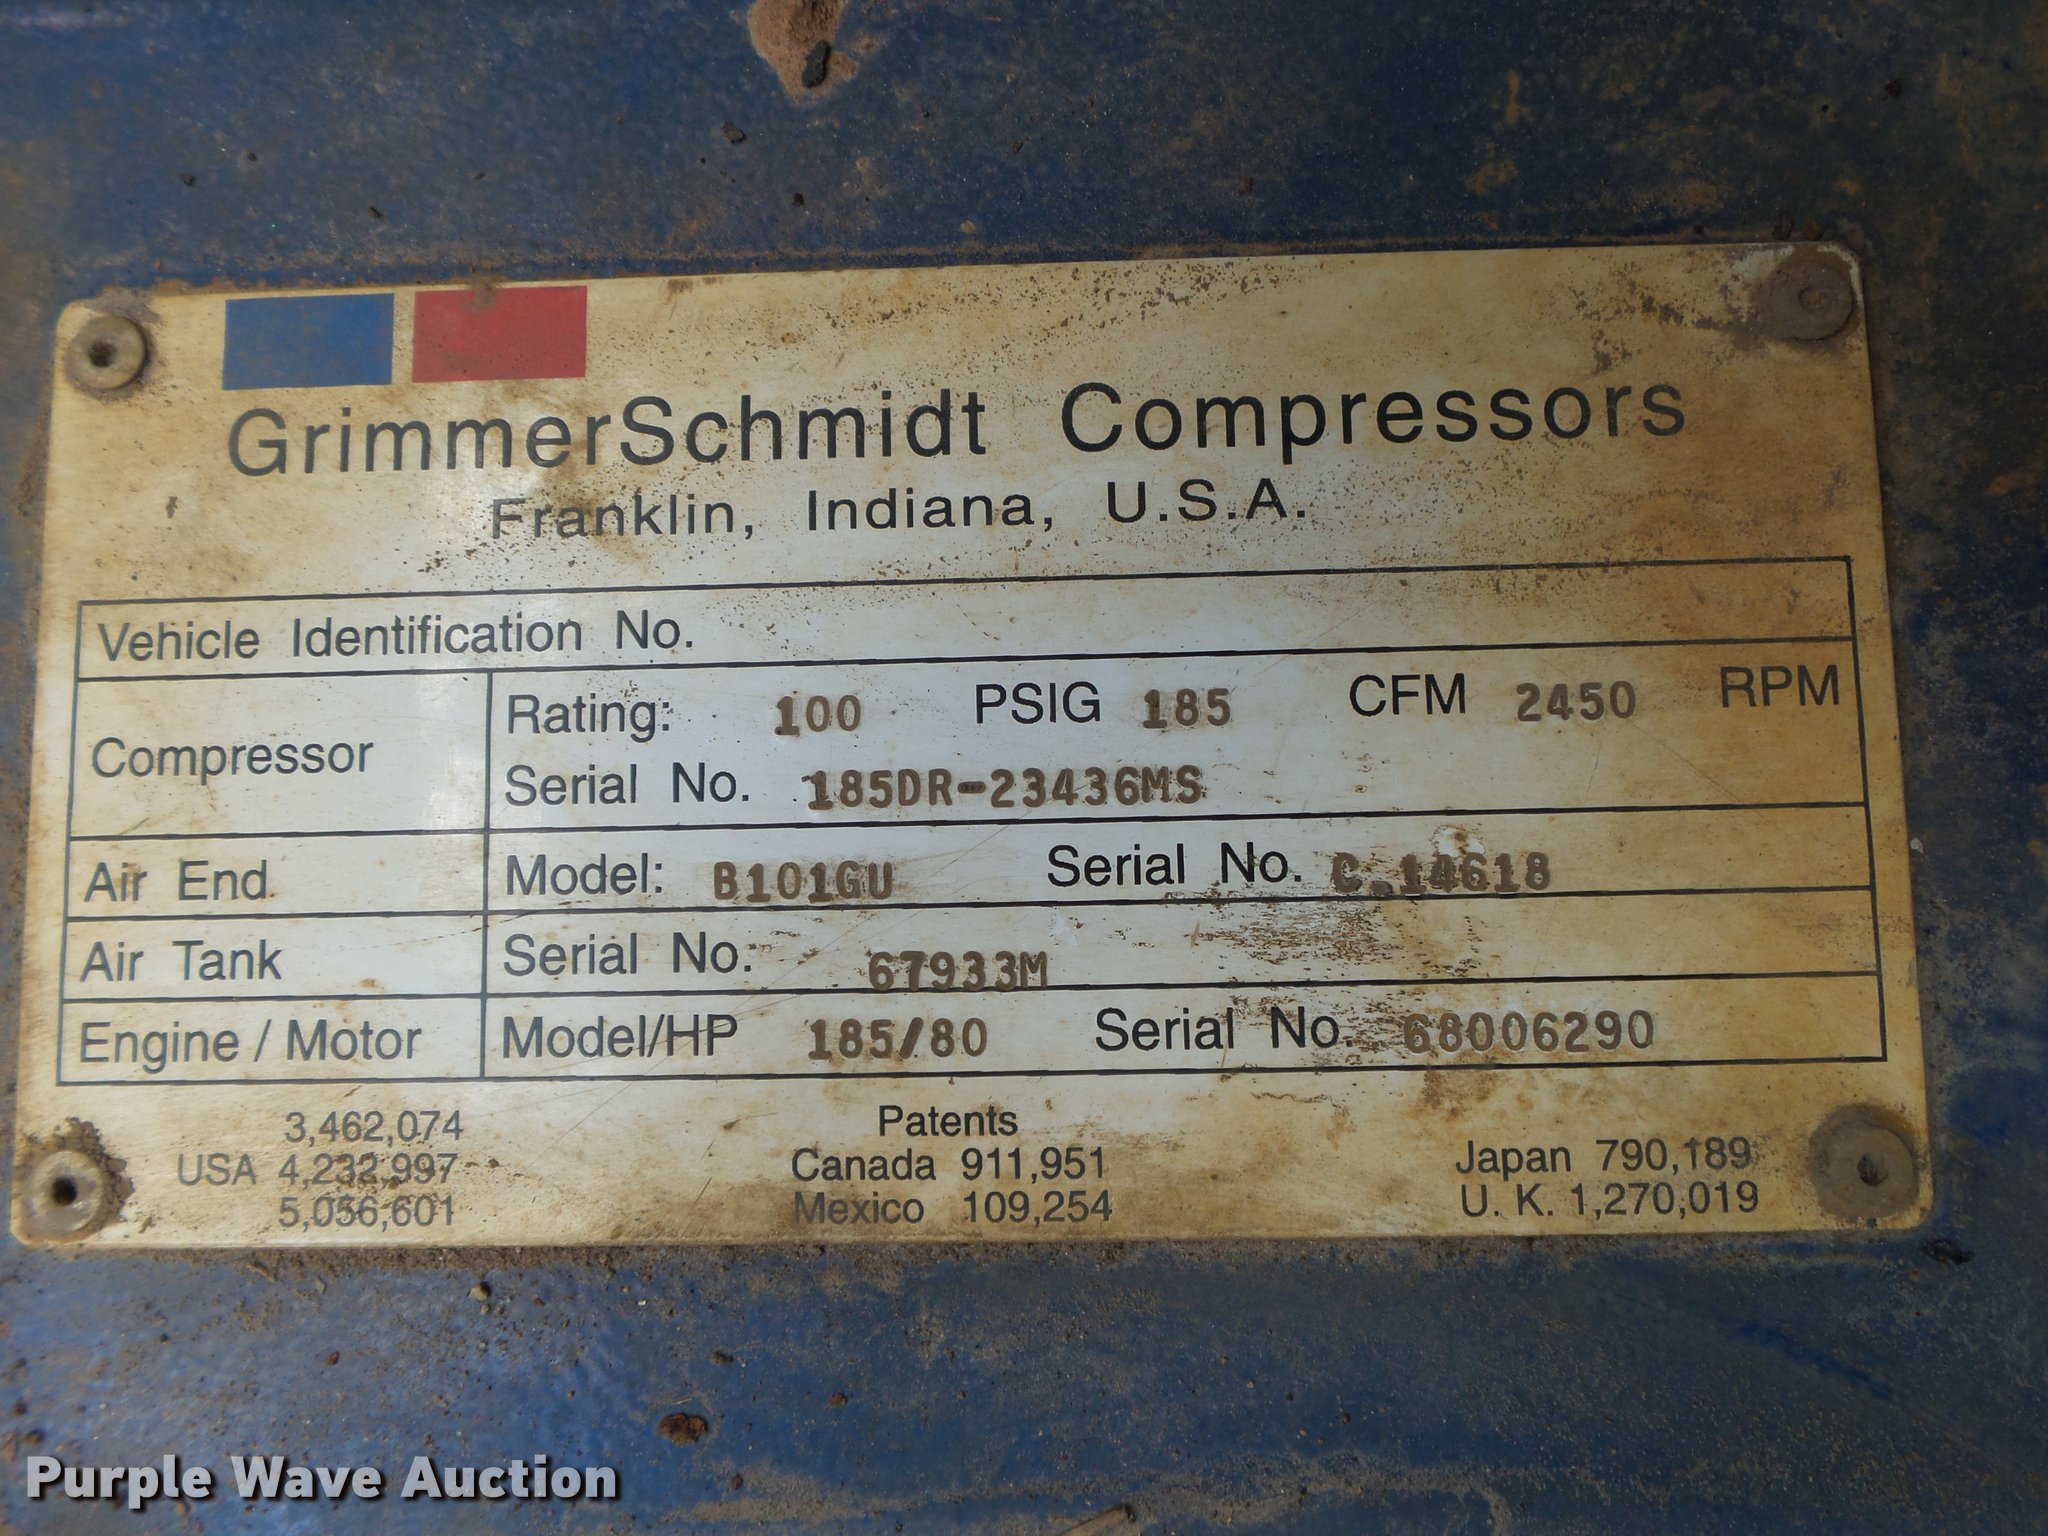 GrimmerSchmidt Compressors
Franklin, Indiana, U.S.A.
Vehicle Identification No.
Compressor
Rating: 100 PSIG 185 CFM 2450 RPM
Serial No. 185DR-23436MS
Air End Model: B101GU Serial No. C.14618
Air Tank Serial No. 67933M
Engine / Motor Model/HP 185/80 Serial No. 68006290
Patents
3,462,074
USA 4,232,997
5,056,601
Canada 911,951
Mexico 109,254
Japan 790,189
U. K. 1,270,019
Purple Wave Auction